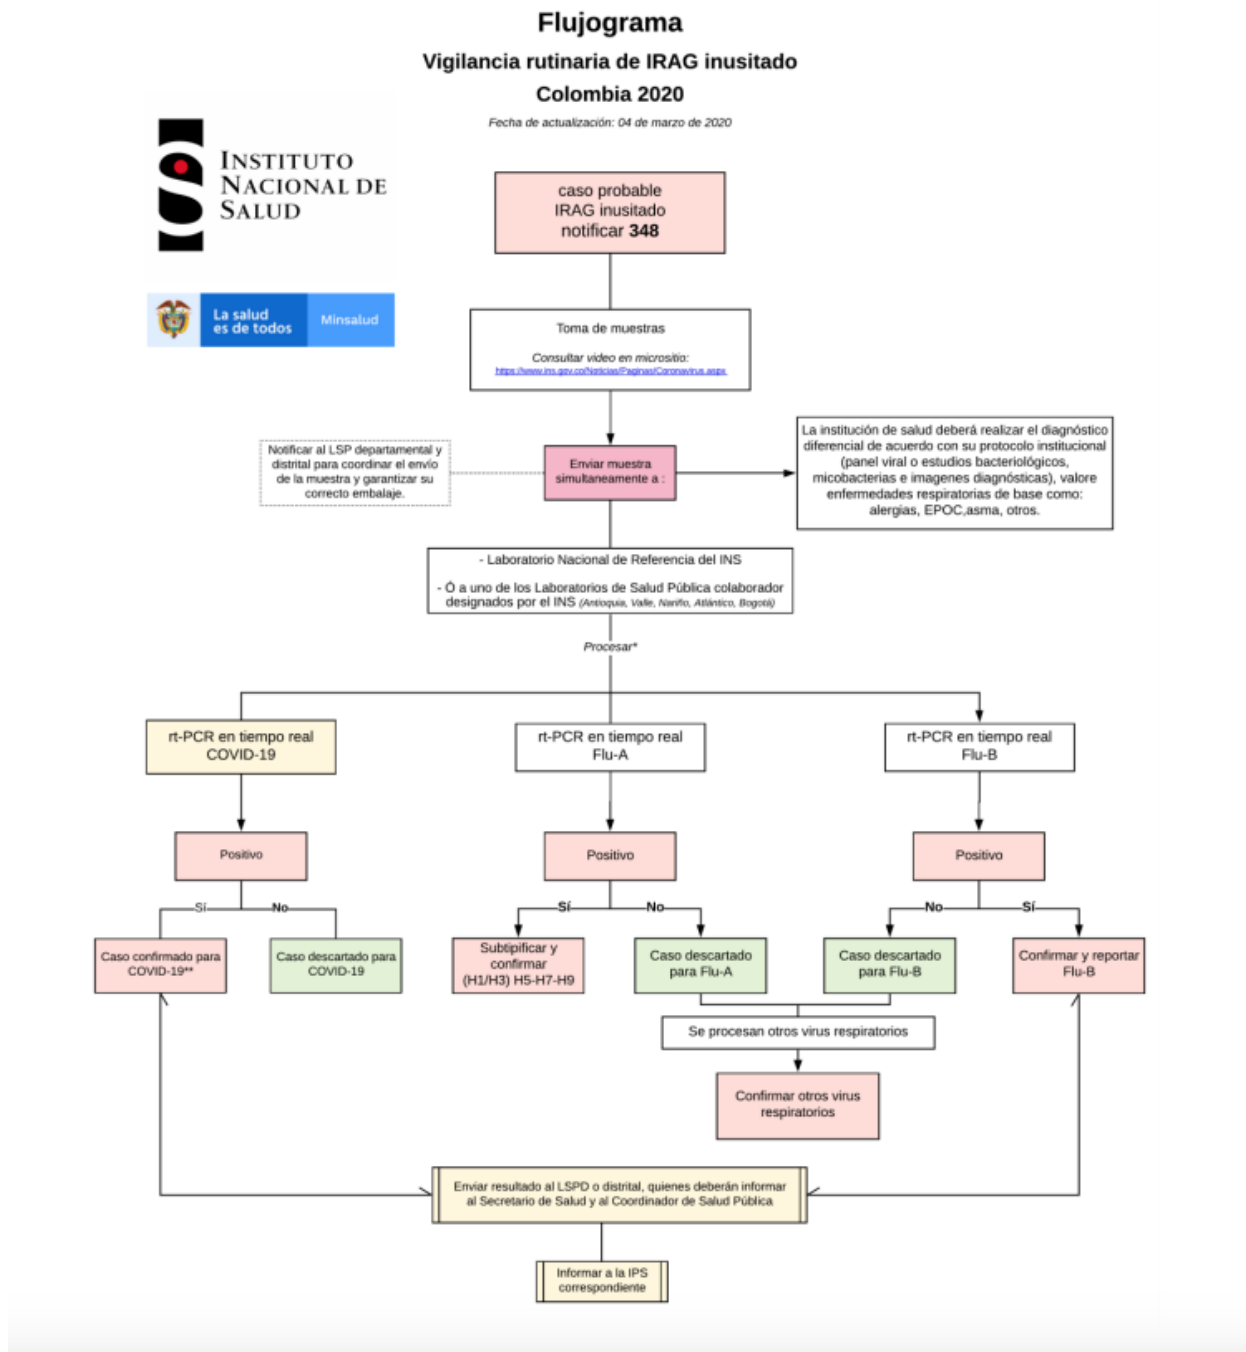 Flujograma
Vigilancia rutinaria de IRAG inusitado
Colombia 2020
Fecha de actualización: 04 de marzo de 2020
INSTITUTO
NACIONAL DE
SALUD
La salud
es de todos
Minsalud
caso probable
IRAG inusitado
notificar 348
Toma de muestras
Consultar video en micrositio:
https://www.ins.gov.co/Noticias/Paginas/Coronavirus.aspx
Notificar al LSP departamental y
distrital para coordinar el envío
de la muestra y garantizar su
correcto embalaje.
Enviar muestra
simultaneamente a :
La institución de salud deberá realizar el diagnóstico
diferencial de acuerdo con su protocolo institucional
(panel viral o estudios bacteriológicos,
micobacterias e imagenes diagnósticas), valore
enfermedades respiratorias de base como:
alergias, EPOC,asma, otros.
- Laboratorio Nacional de Referencia del INS
- Ó a uno de los Laboratorios de Salud Pública colaborador
designados por el INS (Antioquia, Valle, Nariño, Atlántico, Bogotá)
Procesar*
rt-PCR en tiempo real
COVID-19
rt-PCR en tiempo real
Flu-A
rt-PCR en tiempo real
Flu-B
Positivo
Positivo
Positivo
Sí
No
Sí
No
No
Sí
Caso confirmado para
COVID-19**
Caso descartado para
COVID-19
Subtipificar y
confirmar
(H1/H3) H5-H7-H9
Caso descartado
para Flu-A
Caso descartado
para Flu-B
Confirmar y reportar
Flu-B
Se procesan otros virus respiratorios
Confirmar otros virus
respiratorios
Enviar resultado al LSPD o distrital, quienes deberán informar
al Secretario de Salud y al Coordinador de Salud Pública
Informar a la IPS
correspondiente